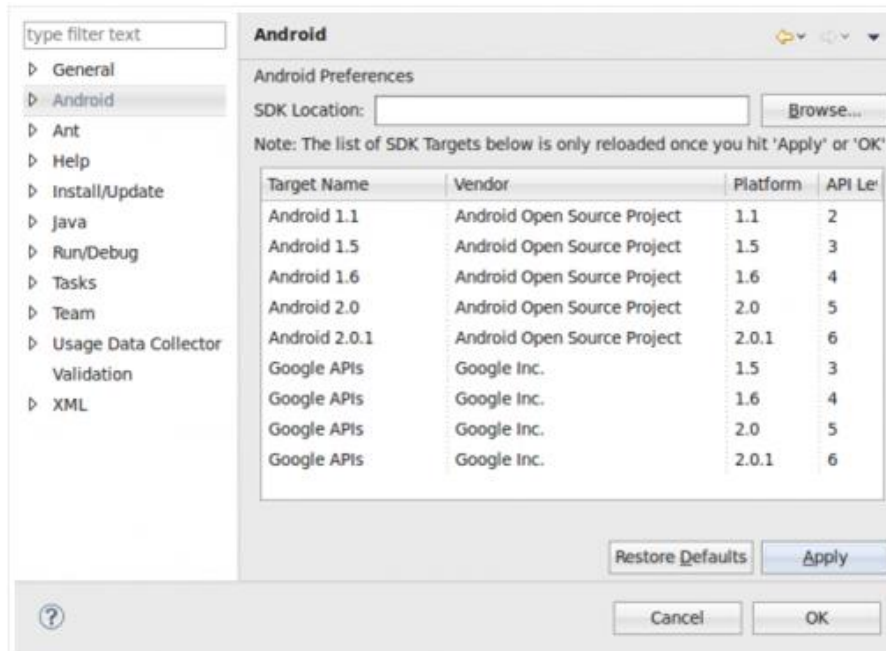 type filter text
General
Android
Ant
Help
Install/Update
Java
Run/Debug
Tasks
Team
Usage Data Collector
Validation
XML
Android
Android Preferences
SDK Location:
Browse...
Note: The list of SDK Targets below is only reloaded once you hit 'Apply' or 'OK'
Target Name Vendor Platform API Le
Android 1.1 Android Open Source Project 1.1 2
Android 1.5 Android Open Source Project 1.5 3
Android 1.6 Android Open Source Project 1.6 4
Android 2.0 Android Open Source Project 2.0 5
Android 2.0.1 Android Open Source Project 2.0.1 6
Google APIs Google Inc. 1.5 3
Google APIs Google Inc. 1.6 4
Google APIs Google Inc. 2.0 5
Google APIs Google Inc. 2.0.1 6
Restore Defaults Apply
? Cancel OK